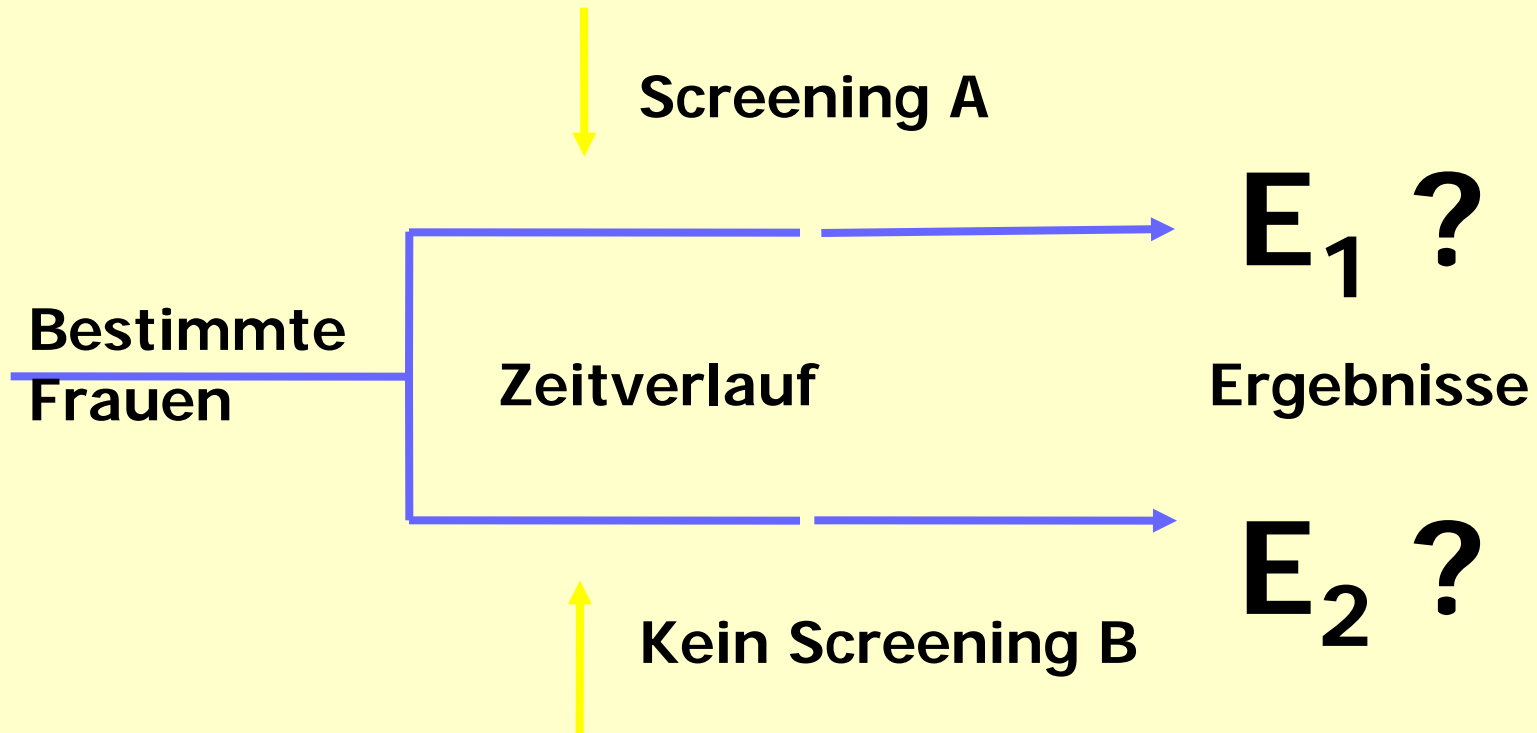 Screening A
E₁ ?
Bestimmte
Frauen
Zeitverlauf
Ergebnisse
E₂ ?
Kein Screening B